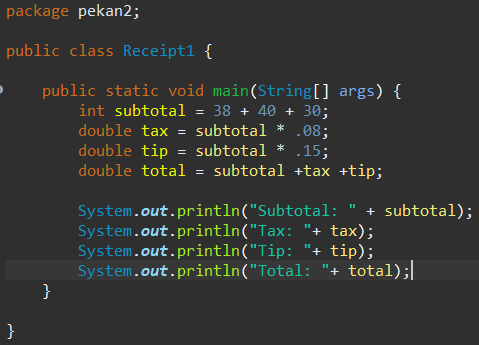 package pekan2;
public class Receipt1 {
public static void main(String[] args) {
int subtotal = 38 + 40 + 30;
double tax = subtotal * .08;
double tip = subtotal * .15;
double total = subtotal +tax +tip;
System.out.println("Subtotal: " + subtotal);
System.out.println("Tax: "+ tax);
System.out.println("Tip: "+ tip);
System.out.println("Total: "+ total);
}
}